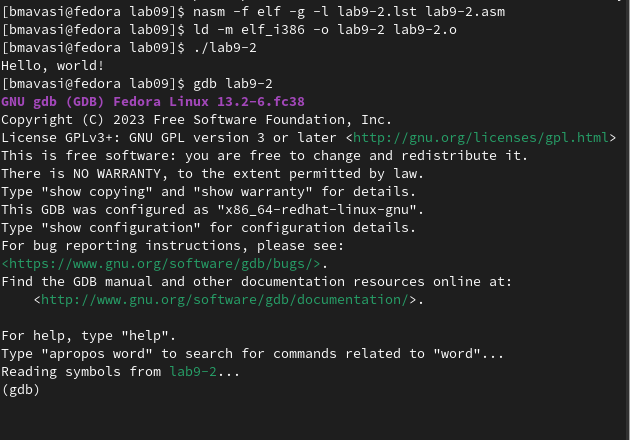 [bmavasi@fedora lab09]$ nasm -f elf -g -l lab9-2.lst lab9-2.asm
[bmavasi@fedora lab09]$ ld -m elf_i386 -o lab9-2 lab9-2.o
[bmavasi@fedora lab09]$ ./lab9-2
Hello, world!
[bmavasi@fedora lab09]$ gdb lab9-2
GNU gdb (GDB) Fedora Linux 13.2-6.fc38
Copyright (C) 2023 Free Software Foundation, Inc.
License GPLv3+: GNU GPL version 3 or later <http://gnu.org/licenses/gpl.html>
This is free software: you are free to change and redistribute it.
There is NO WARRANTY, to the extent permitted by law.
Type "show copying" and "show warranty" for details.
This GDB was configured as "x86_64-redhat-linux-gnu".
Type "show configuration" for configuration details.
For bug reporting instructions, please see:
<https://www.gnu.org/software/gdb/bugs/>.
Find the GDB manual and other documentation resources online at:
    <http://www.gnu.org/software/gdb/documentation/>.

For help, type "help".
Type "apropos word" to search for commands related to "word"...
Reading symbols from lab9-2...
(gdb)